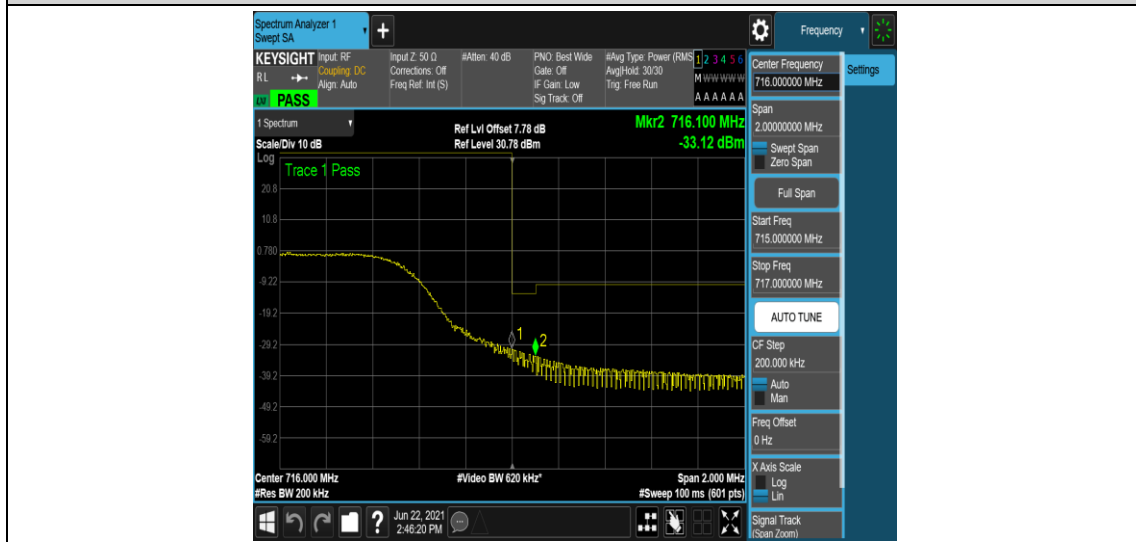 Spectrum Analyzer 1
Swept SA
+
Frequency
KEYSIGHT
RL
PASS
Input: RF
Coupling: DC
Align: Auto
Input Z: 50 Ω
Corrections: Off
Freq Ref: Int (S)
#Atten: 40 dB
PNO: Best Wide
Gate: Off
IF Gain: Low
Sig Track: Off
#Avg Type: Power (RMS
Avg|Hold: 30/30
Trig: Free Run
1 2 3 4 5 6
M W W W W W
A A A A A A
1 Spectrum
Scale/Div 10 dB
Ref Lvl Offset 7.78 dB
Ref Level 30.78 dBm
Mkr2 716.100 MHz
-33.12 dBm
Log
Trace 1 Pass
20.8
10.8
0.780
-9.22
-19.2
-29.2
-39.2
-49.2
-59.2
1
2
Center 716.000 MHz
#Res BW 200 kHz
#Video BW 620 kHz*
Span 2.000 MHz
#Sweep 100 ms (601 pts)
?
Jun 22, 2021
2:46:20 PM
Center Frequency
716.000000 MHz
Settings
Span
2.00000000 MHz
Swept Span
Zero Span
Full Span
Start Freq
715.000000 MHz
Stop Freq
717.000000 MHz
AUTO TUNE
CF Step
200.000 kHz
Auto
Man
Freq Offset
0 Hz
X Axis Scale
Log
Lin
Signal Track
(Span Zoom)